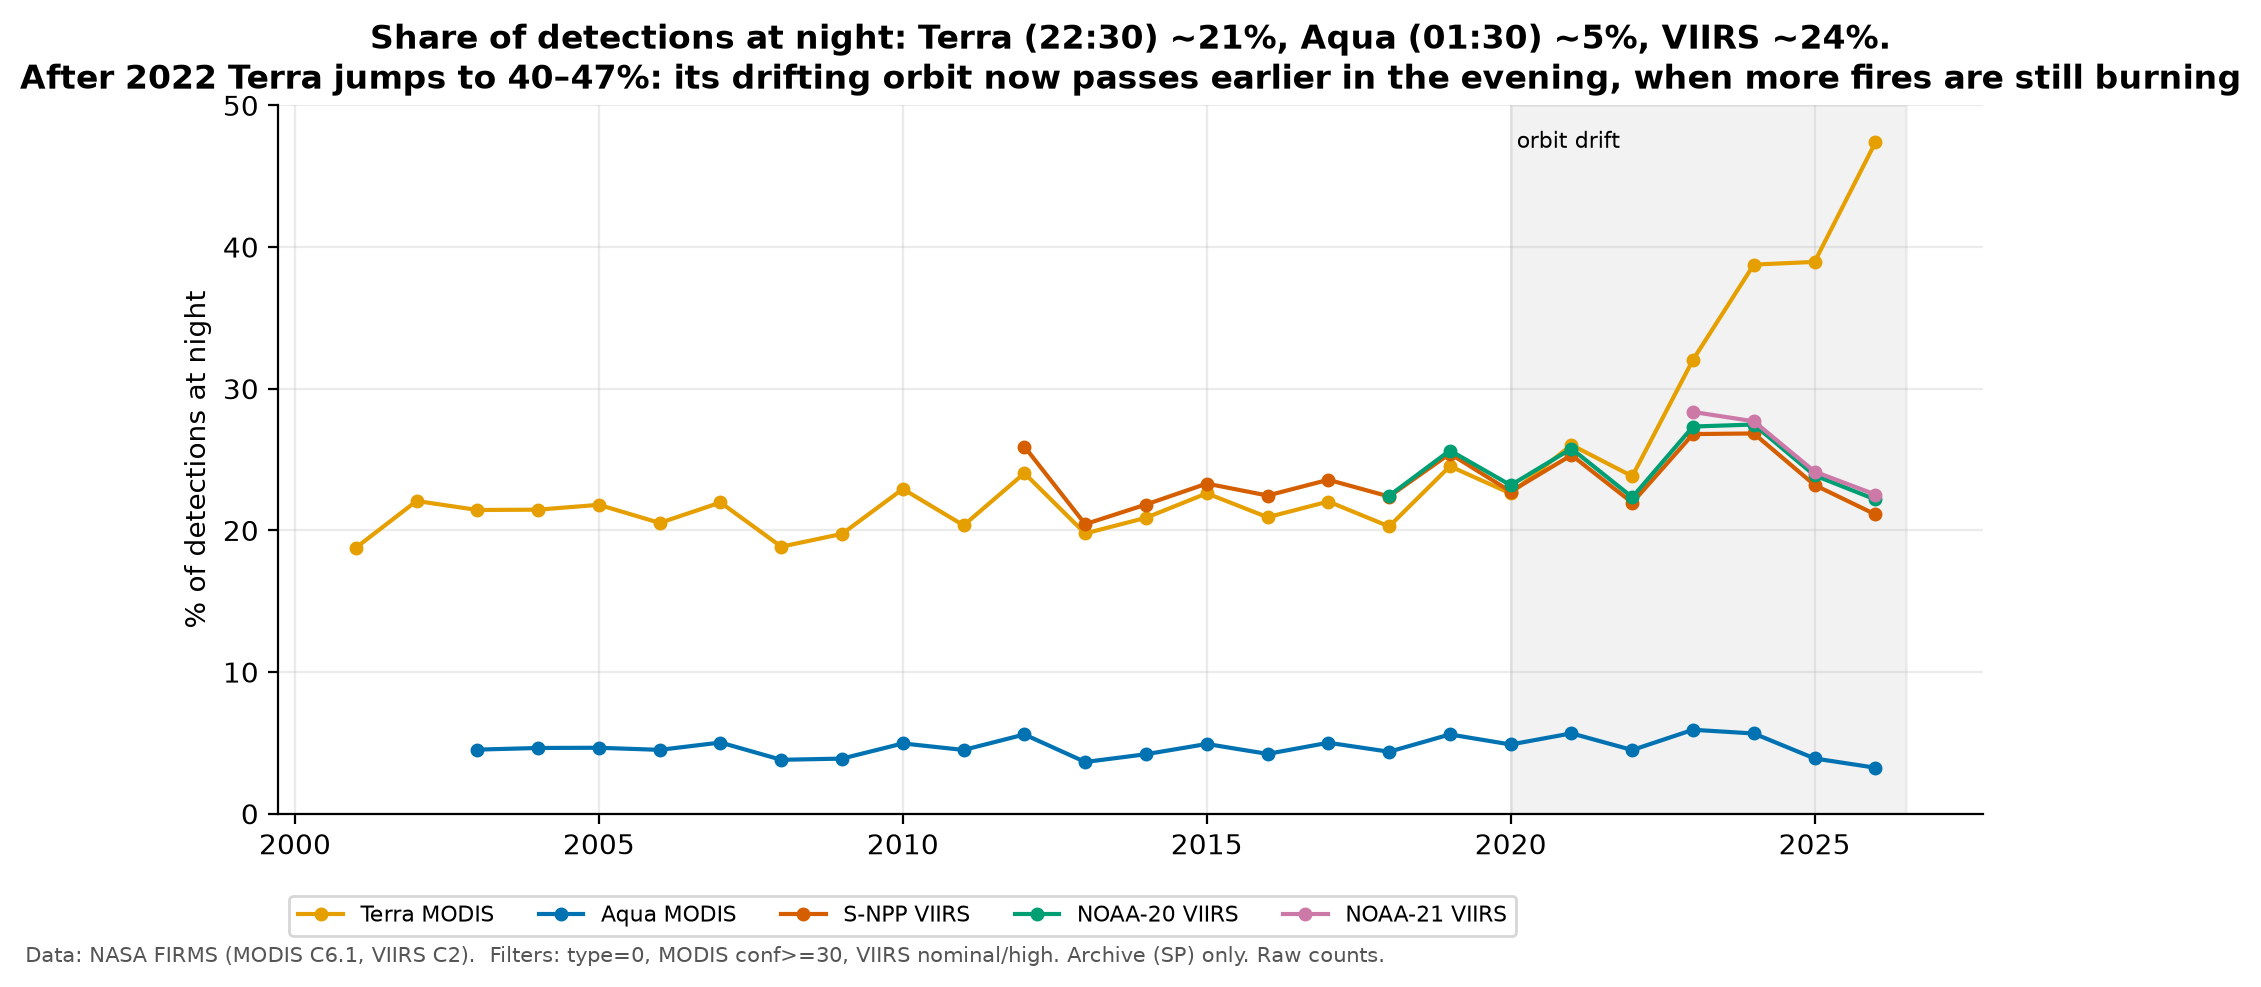 Share of detections at night: Terra (22:30) ~21%, Aqua (01:30) ~5%, VIIRS ~24%.
After 2022 Terra jumps to 40–47%: its drifting orbit now passes earlier in the evening, when more fires are still burning
% of detections at night
50
40
30
20
10
0
orbit drift
2000 2005 2010 2015 2020 2025
Terra MODIS Aqua MODIS S-NPP VIIRS NOAA-20 VIIRS NOAA-21 VIIRS
Data: NASA FIRMS (MODIS C6.1, VIIRS C2). Filters: type=0, MODIS conf>=30, VIIRS nominal/high. Archive (SP) only. Raw counts.